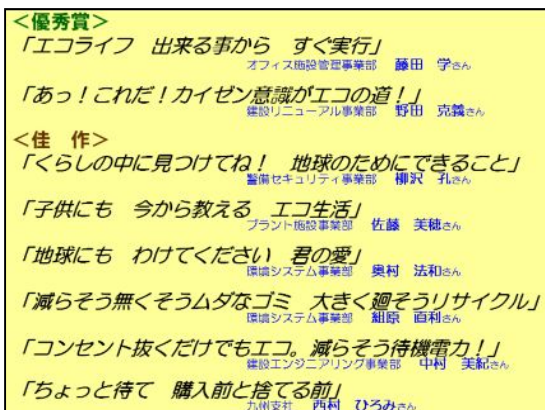 ＜優秀賞＞
「エコライフ　出来る事から　すぐ実行」
オフィス施設管理事業部　藤田　学さん
「あっ！これだ！カイゼン意識がエコの道！」
建設リニューアル事業部　野田　克義さん
＜佳　作＞
「くらしの中に見つけてね！　地球のためにできること」
警備セキュリティ事業部　柳沢　孔さん
「子供にも　今から教える　エコ生活」
プラント施設事業部　佐藤　美穂さん
「地球にも　わけてください　君の愛」
環境システム事業部　奥村　法和さん
「減らそう無くそうムダなゴミ　大きく廻そうリサイクル」
環境システム事業部　組原　直利さん
「コンセント抜くだけでもエコ。減らそう待機電力！」
建設エンジニアリング事業部　中村　美紀さん
「ちょっと待て　購入前と捨てる前」
九州支社　西村　ひろみさん